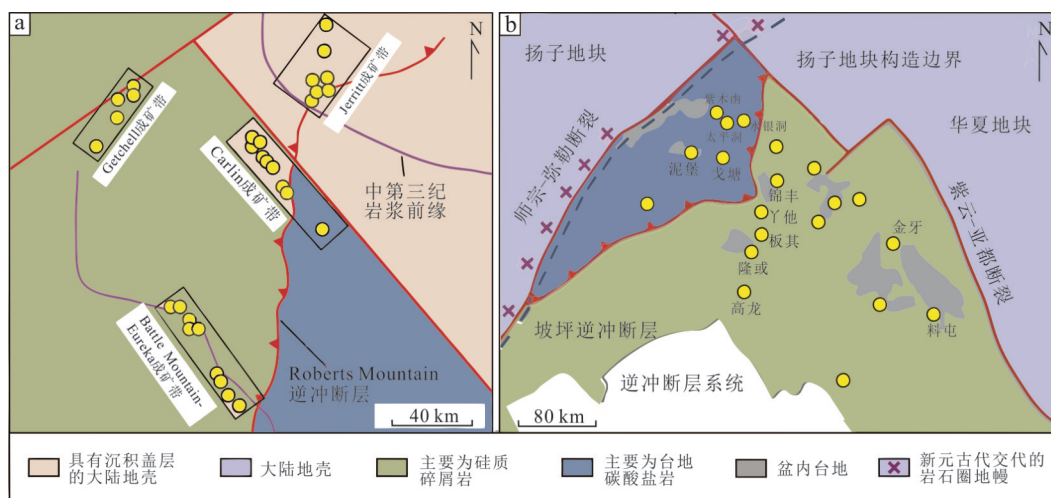 a
N
Getchell成矿带
Jerritt成矿带
Carlin成矿带
中第三纪
岩浆前缘
Battle Mountain-
Eureka成矿带
Roberts Mountain
逆冲断层
40 km
b
N
扬子地块
扬子地块构造边界
华夏地块
师宗-弥勒断裂
紫木凼
水银洞
太平洞
泥堡
戈塘
锦丰
丫他
板其
隆或
高龙
金牙
料屯
紫云-亚都断裂
坡坪逆冲断层
逆冲断层系统
80 km
具有沉积盖层
的大陆地壳
大陆地壳
主要为硅质
碎屑岩
主要为台地
碳酸盐岩
盆内台地
新元古代交代的
岩石圈地幔